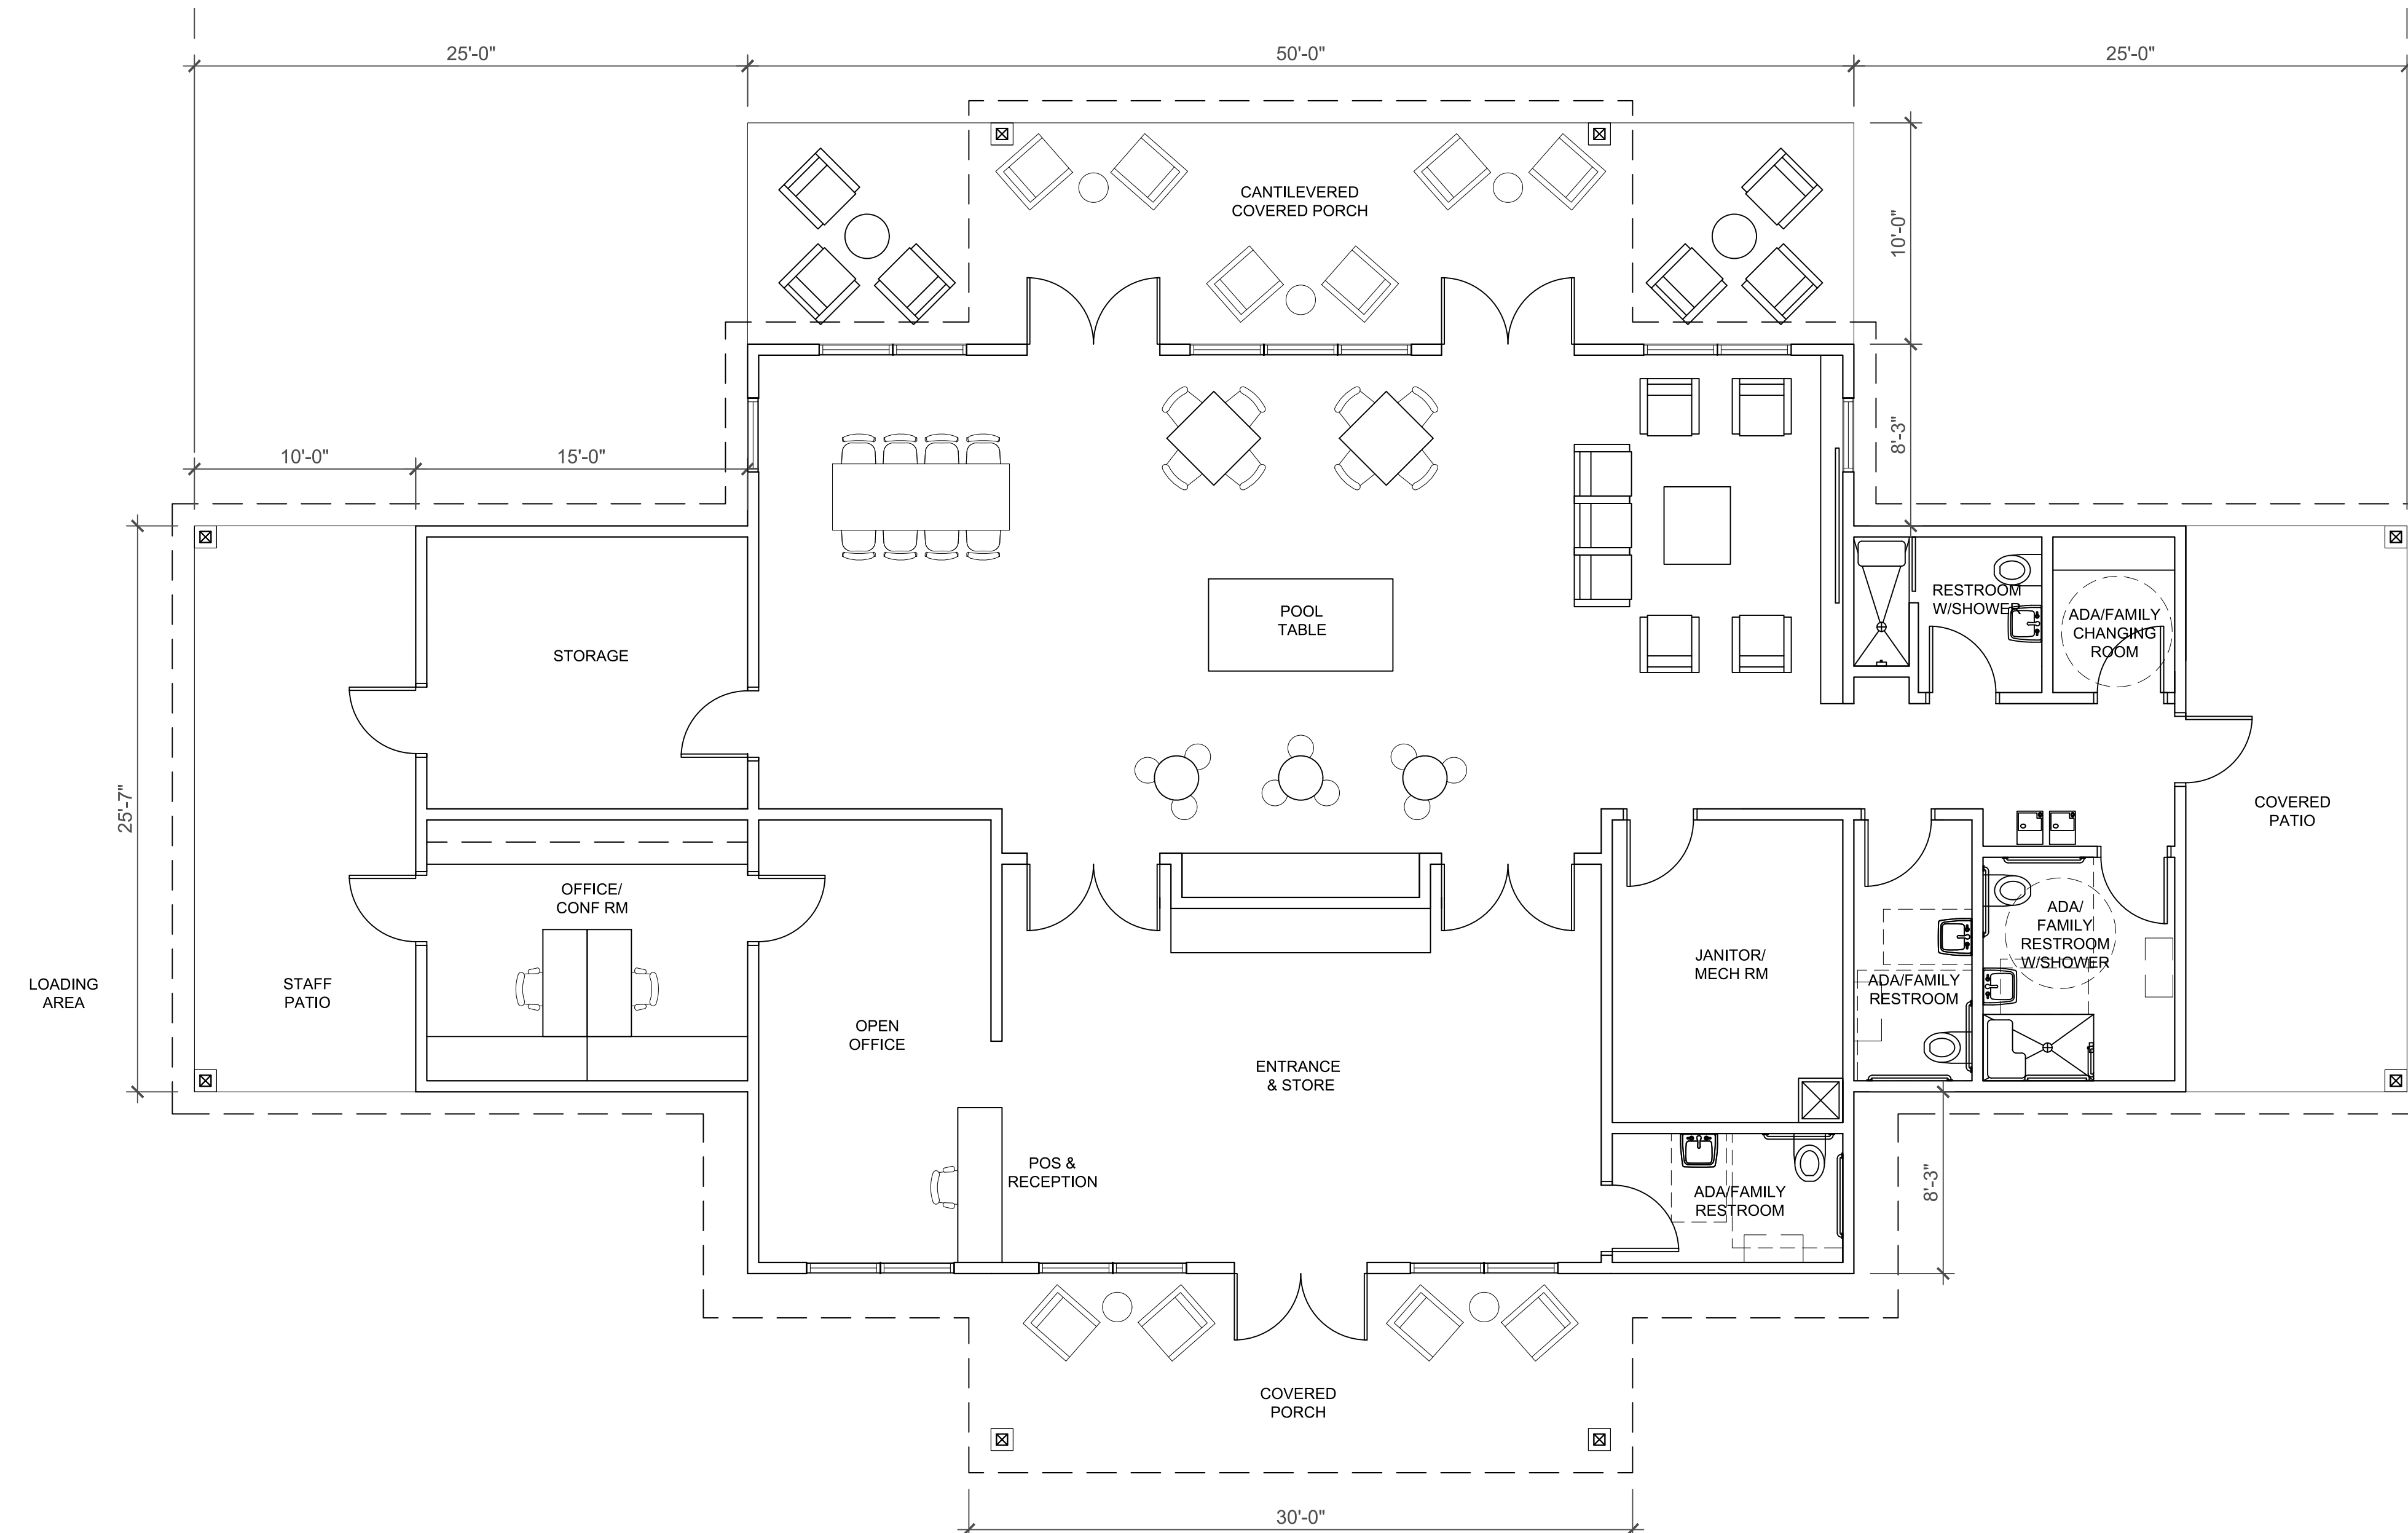 25'-0"
50'-0"
25'-0"
CANTILEVERED
COVERED PORCH
10'-0"
8'-3"
10'-0"
15'-0"
25'-7"
STORAGE
POOL
TABLE
RESTROOM
W/SHOWER
ADA/FAMILY
CHANGING
ROOM
COVERED
PATIO
OFFICE/
CONF RM
LOADING
AREA
STAFF
PATIO
OPEN
OFFICE
ENTRANCE
& STORE
JANITOR/
MECH RM
ADA/FAMILY
RESTROOM
ADA/
FAMILY
RESTROOM
W/SHOWER
POS &
RECEPTION
ADA/FAMILY
RESTROOM
8'-3"
COVERED
PORCH
30'-0"